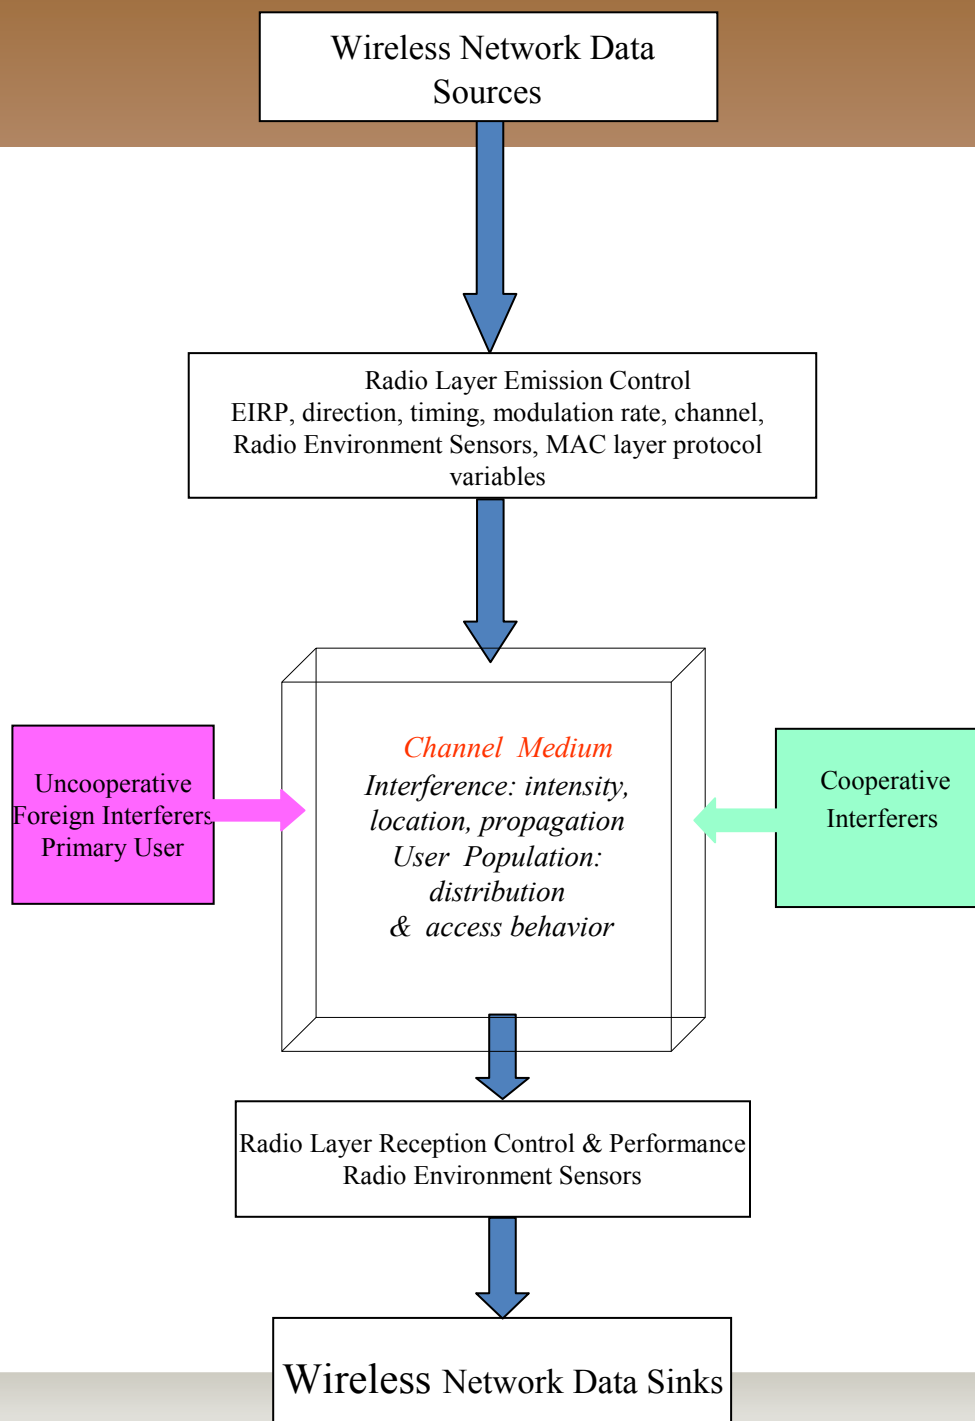 Wireless Network Data
Sources
Radio Layer Emission Control
EIRP, direction, timing, modulation rate, channel,
Radio Environment Sensors, MAC layer protocol
variables
Channel Medium
Interference: intensity,
location, propagation
User Population:
distribution
& access behavior
Uncooperative
Foreign Interferers
Primary User
Cooperative
Interferers
Radio Layer Reception Control & Performance
Radio Environment Sensors
Wireless Network Data Sinks